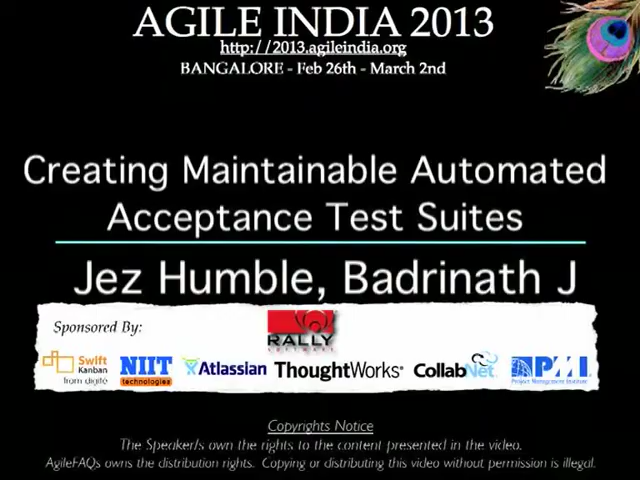 AGILE INDIA 2013
http://2013.agileindia.org
BANGALORE - Feb 26th - March 2nd
Creating Maintainable Automated
Acceptance Test Suites
Jez Humble, Badrinath J
Sponsored By:
RALLY
SOFTWARE
Swift
Kanban
from digité
NIIT
technologies
Atlassian
ThoughtWorks®
CollabNet
PMI
Project Management Institute
Copyrights Notice
The Speaker/s own the rights to the content presented in the video.
AgileFAQs owns the distribution rights. Copying or distributing this video without permission is illegal.